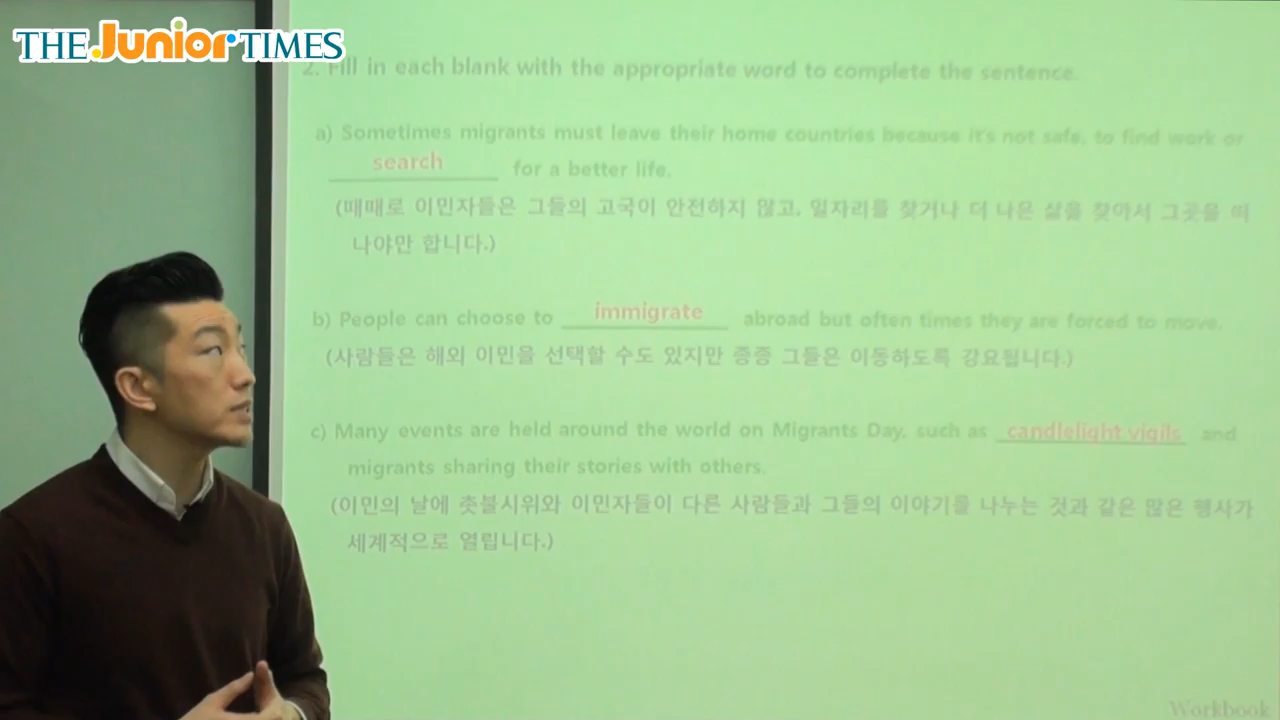 THE Junior TIMES
2. Fill in each blank with the appropriate word to complete the sentence.
a) Sometimes migrants must leave their home countries because it's not safe, to find work or
search for a better life.
(때때로 이민자들은 그들의 고국이 안전하지 않고, 일자리를 찾거나 더 나은 삶을 찾아서 그곳을 떠
나야만 합니다.)
b) People can choose to immigrate abroad but often times they are forced to move.
(사람들은 해외 이민을 선택할 수도 있지만 종종 그들은 이동하도록 강요됩니다.)
c) Many events are held around the world on Migrants Day, such as candlelight vigils and
migrants sharing their stories with others.
(이민의 날에 촛불시위와 이민자들이 다른 사람들과 그들의 이야기를 나누는 것과 같은 많은 행사가
세계적으로 열립니다.)
Workbook